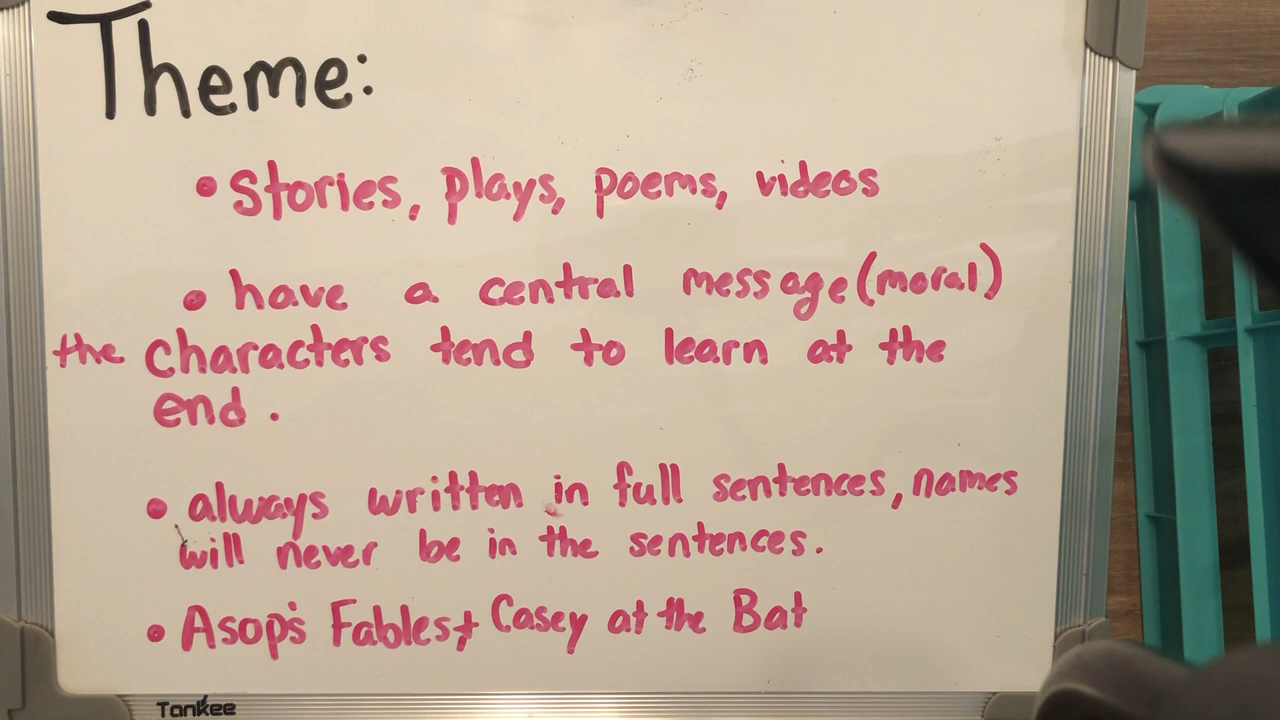 Theme:
• Stories, plays, poems, videos
• have a central message (moral)
the characters tend to learn at the
end.
• always written in full sentences, names
will never be in the sentences.
• Asop's Fables + Casey at the Bat
Tankee